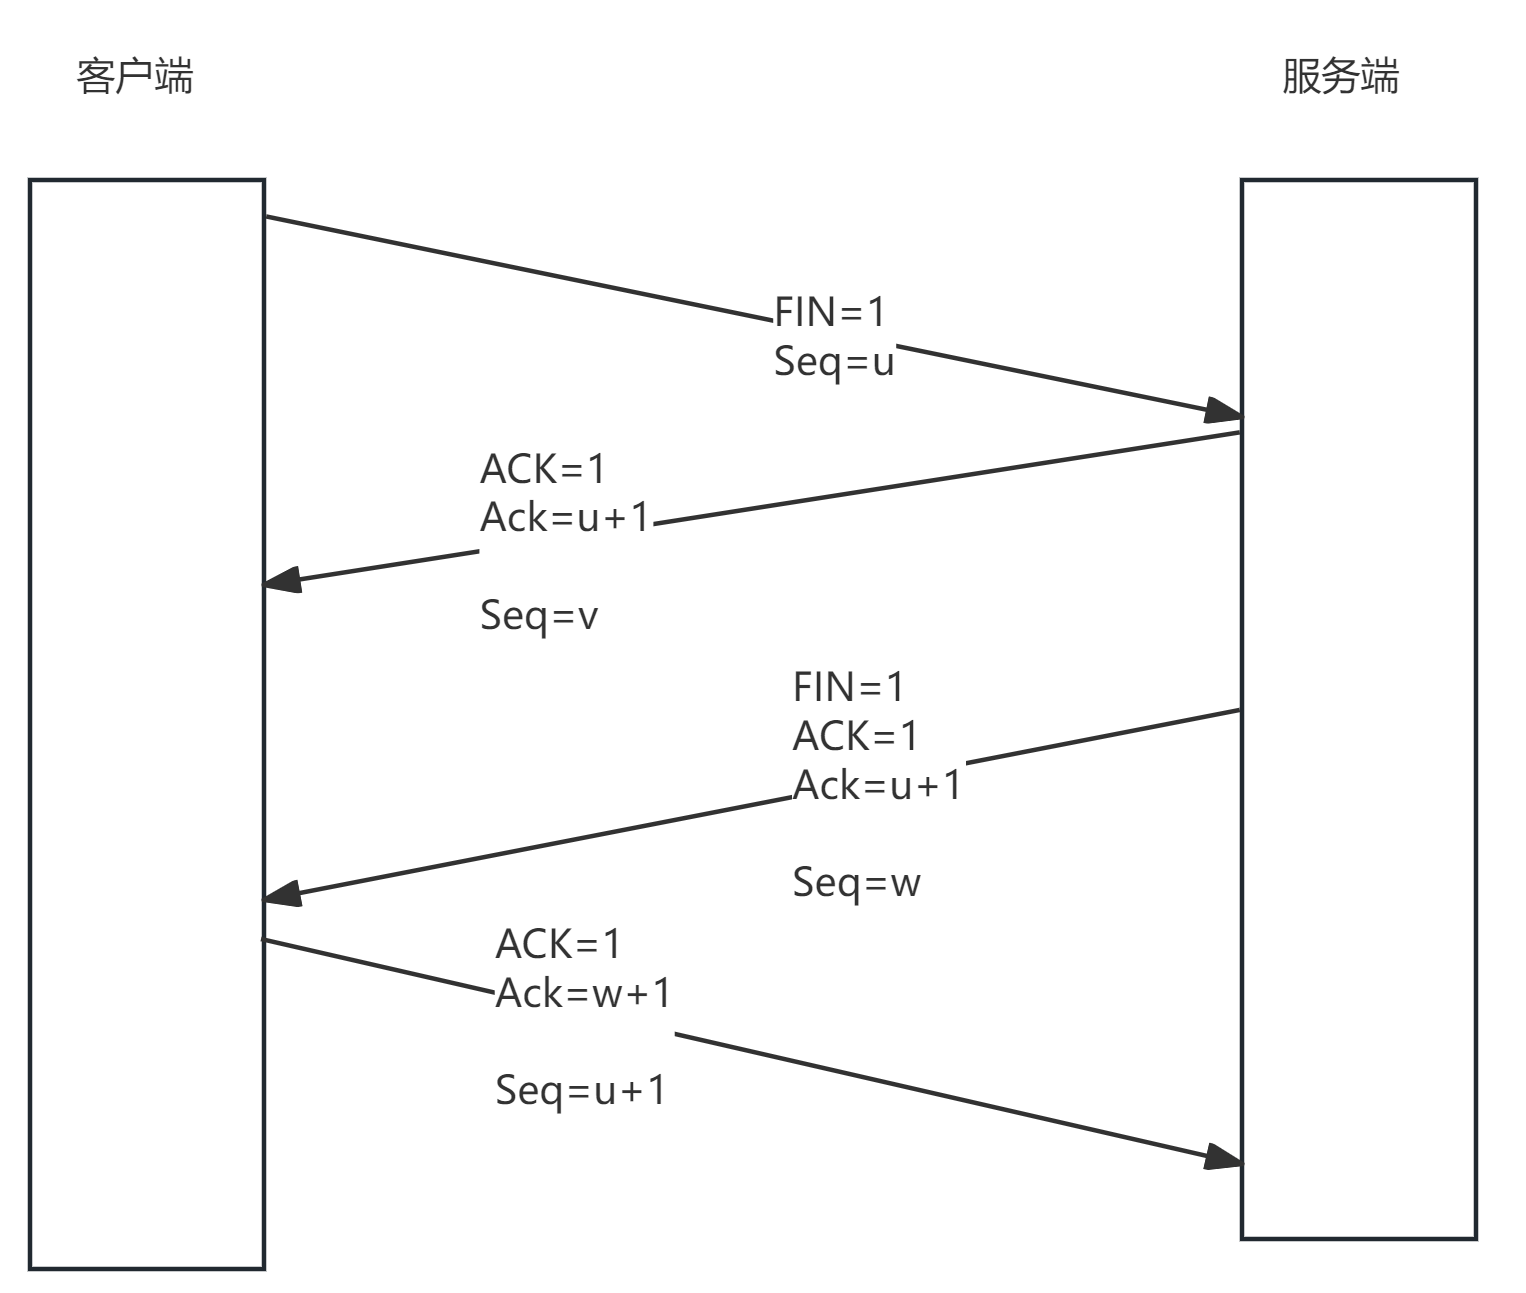 客户端
服务端
FIN=1
Seq=u
ACK=1
Ack=u+1
Seq=v
FIN=1
ACK=1
Ack=u+1
Seq=w
ACK=1
Ack=w+1
Seq=u+1